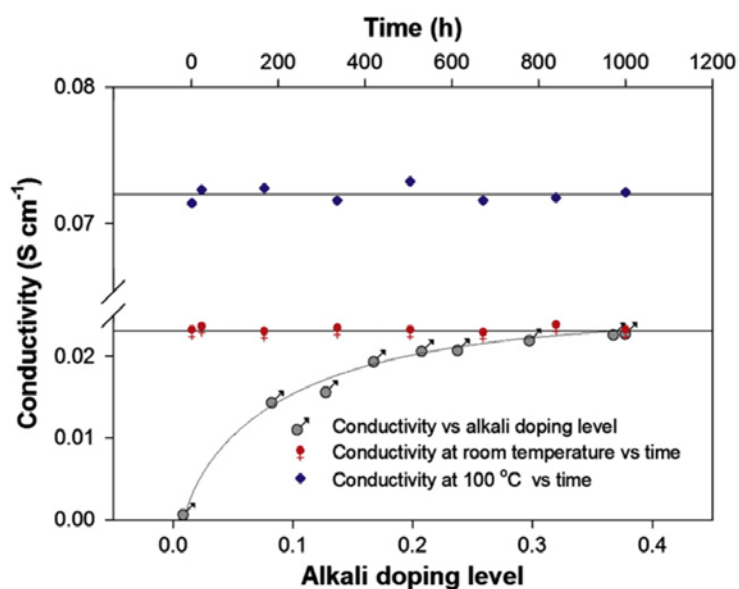 Time (h)
0 200 400 600 800 1000 1200
0.08
0.07
0.02
0.01
0.00
Conductivity (S cm⁻¹)
Conductivity vs alkali doping level
Conductivity at room temperature vs time
Conductivity at 100 °C vs time
0.0 0.1 0.2 0.3 0.4
Alkali doping level